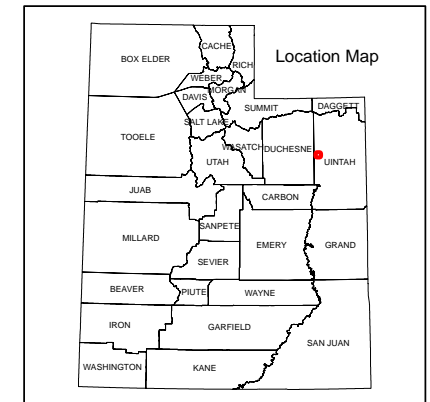 Location Map
CACHE
BOX ELDER
RICH
WEBER
MORGAN
DAVIS
SUMMIT
DAGGETT
SALT LAKE
TOOELE
WASATCH
DUCHESNE
UTAH
UINTAH
JUAB
CARBON
SANPETE
MILLARD
EMERY
GRAND
SEVIER
BEAVER
PIUTE
WAYNE
IRON
GARFIELD
SAN JUAN
WASHINGTON
KANE